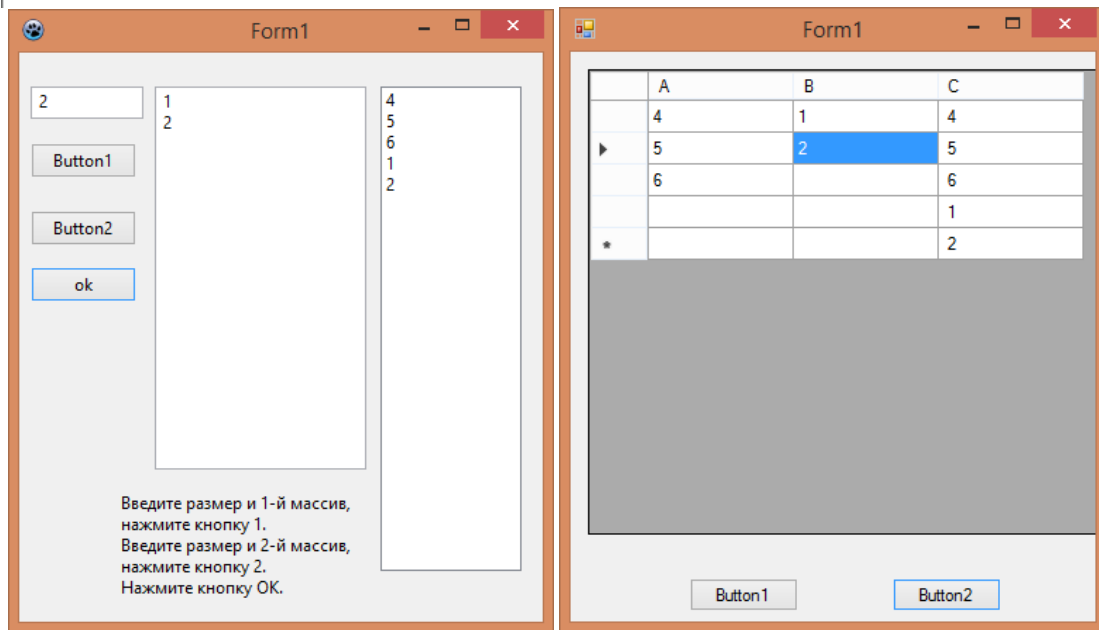 Form1
2
1
2
4
5
6
1
2
Button1
Button2
ok
Введите размер и 1-й массив,
нажмите кнопку 1.
Введите размер и 2-й массив,
нажмите кнопку 2.
Нажмите кнопку ОК.
Form1
A B C
4 1 4
5 2 5
6 6
1
2
Button1 Button2